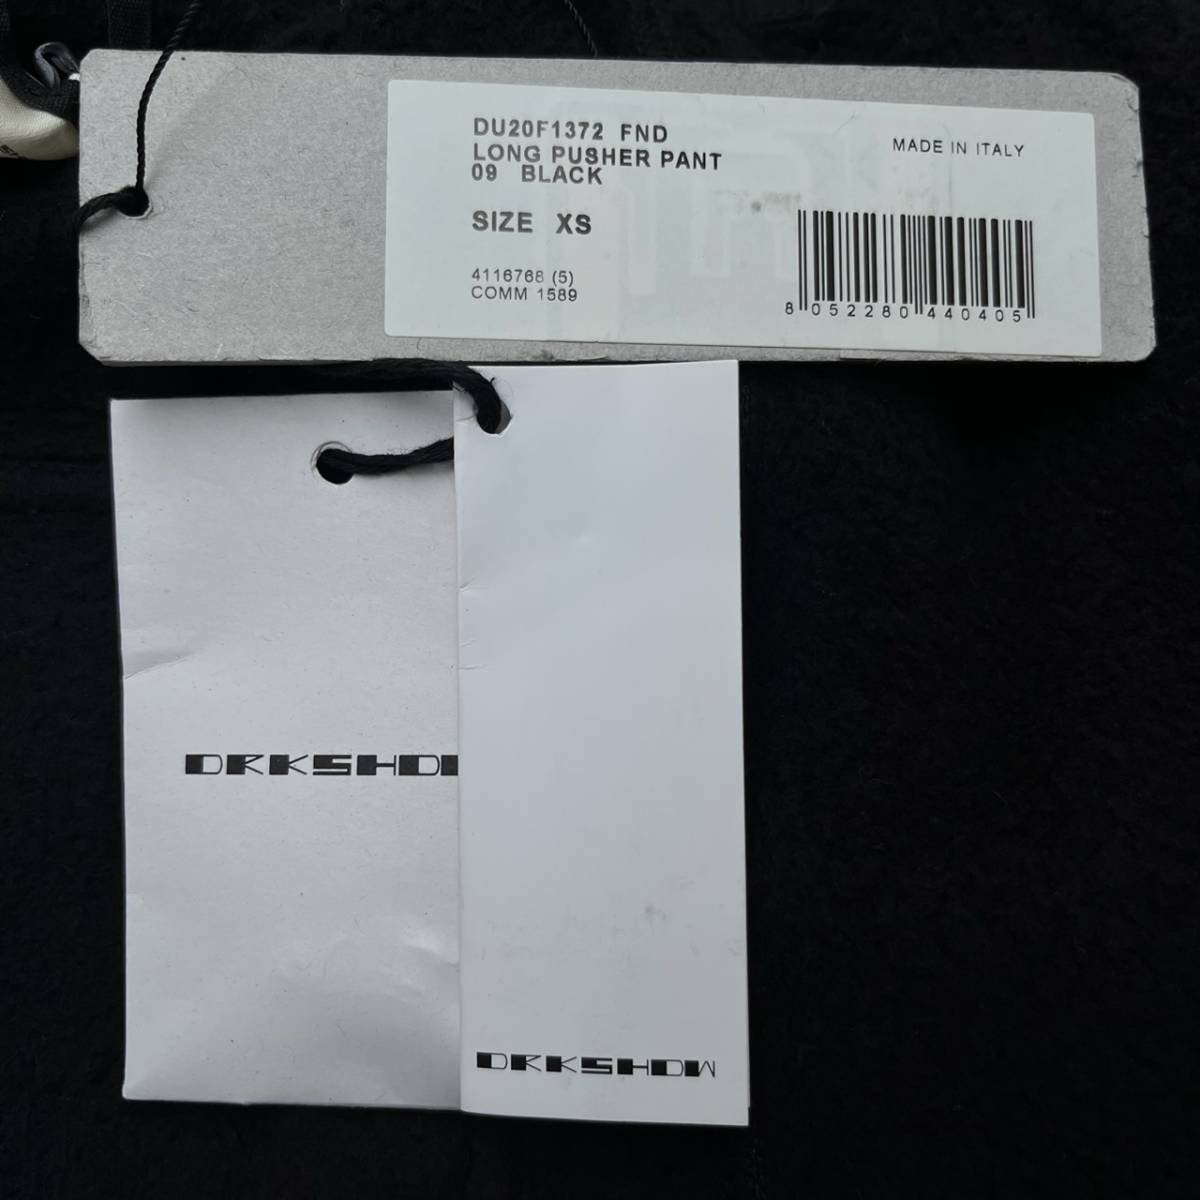 DU20F1372 FND
LONG PUSHER PANT
09 BLACK
MADE IN ITALY
SIZE XS
4116768 (5)
COMM 1589
8 052280 440405
DRKSHD
DRKSHDW